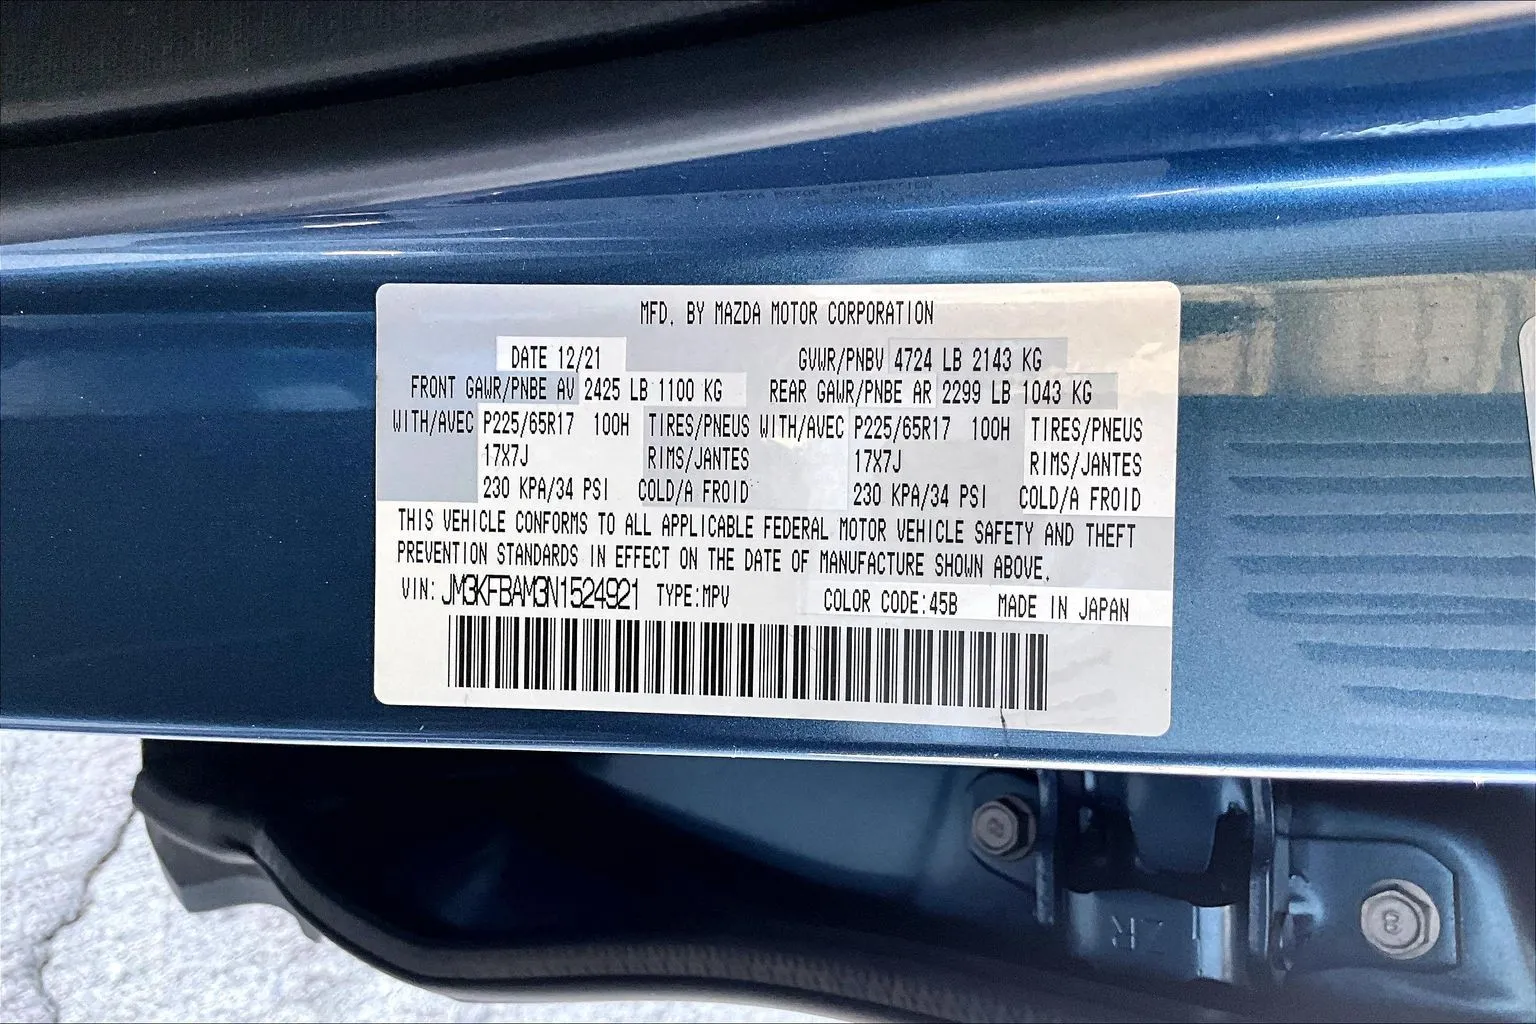 MFD. BY MAZDA MOTOR CORPORATION
DATE 12/21 GVWR/PNBV 4724 LB 2143 KG
FRONT GAWR/PNBE AV 2425 LB 1100 KG REAR GAWR/PNBE AR 2299 LB 1043 KG
WITH/AVEC P225/65R17 100H TIRES/PNEUS WITH/AVEC P225/65R17 100H TIRES/PNEUS
17X7J RIMS/JANTES 17X7J RIMS/JANTES
230 KPA/34 PSI COLD/A FROID 230 KPA/34 PSI COLD/A FROID
THIS VEHICLE CONFORMS TO ALL APPLICABLE FEDERAL MOTOR VEHICLE SAFETY AND THEFT
PREVENTION STANDARDS IN EFFECT ON THE DATE OF MANUFACTURE SHOWN ABOVE.
VIN: JM3KFBAM3N1524921 TYPE:MPV COLOR CODE:45B MADE IN JAPAN
8